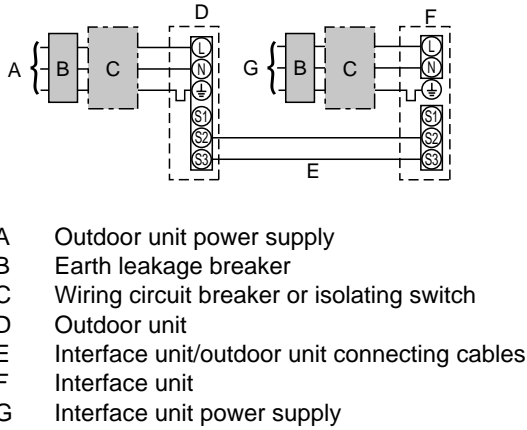 D F
A B C L G B C L
N N
S1 S1
S2 S2
S3 S3
E
A Outdoor unit power supply
B Earth leakage breaker
C Wiring circuit breaker or isolating switch
D Outdoor unit
E Interface unit/outdoor unit connecting cables
F Interface unit
G Interface unit power supply